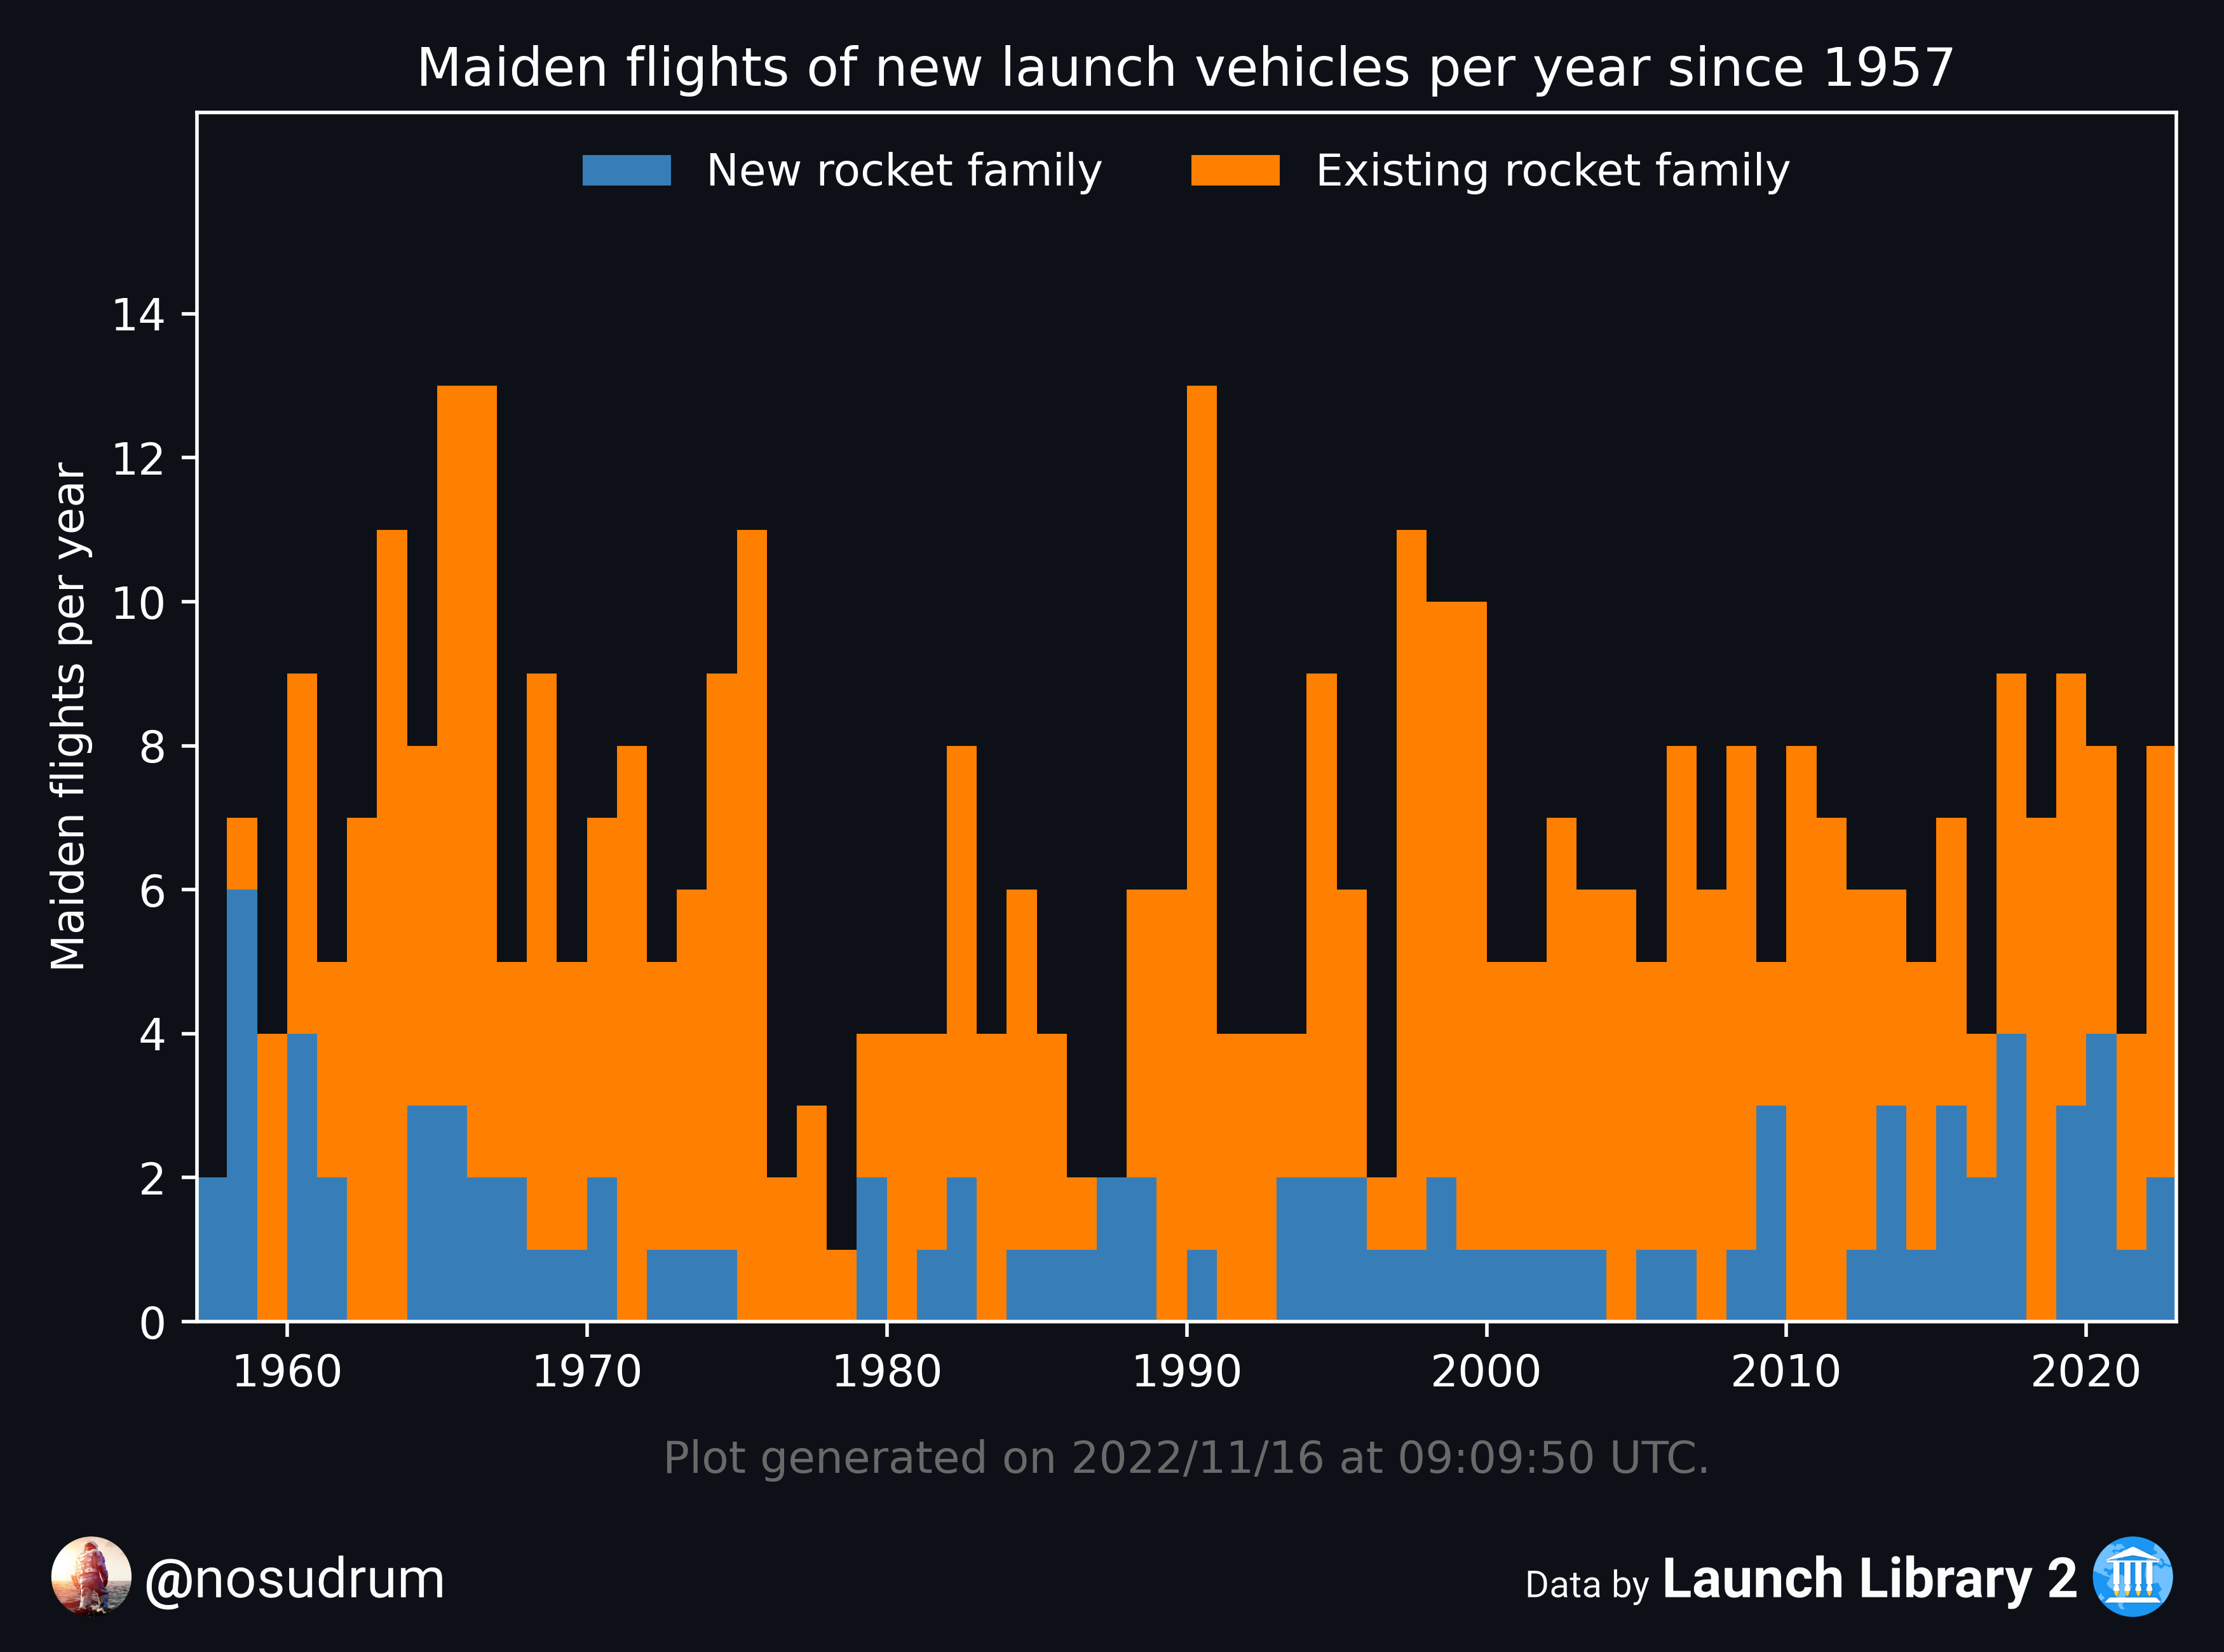 Maiden flights of new launch vehicles per year since 1957
New rocket family
Existing rocket family
Maiden flights per year
14
12
10
8
6
4
2
0
1960
1970
1980
1990
2000
2010
2020
Plot generated on 2022/11/16 at 09:09:50 UTC.
@nosudrum
Data by Launch Library 2